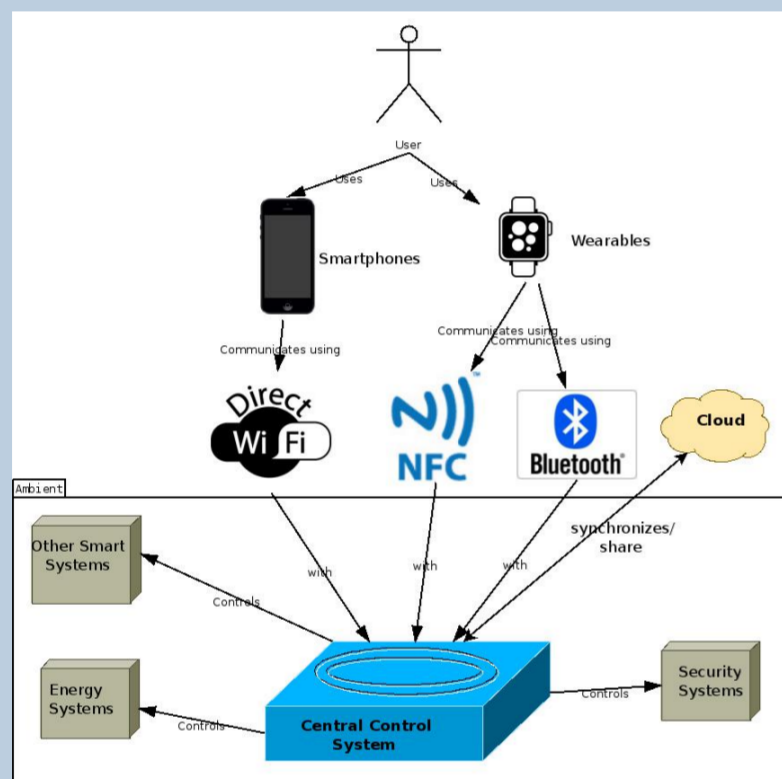 User
Uses
Uses
Smartphones
Wearables
Communicates using
Communicates using
Communicates using
Direct
Wi Fi
NFC
™
Bluetooth®
Cloud
Ambient
synchronizes/
share
Other Smart
Systems
with
with
with
Controls
Energy
Systems
Controls
Central Control
System
Controls
Security
Systems